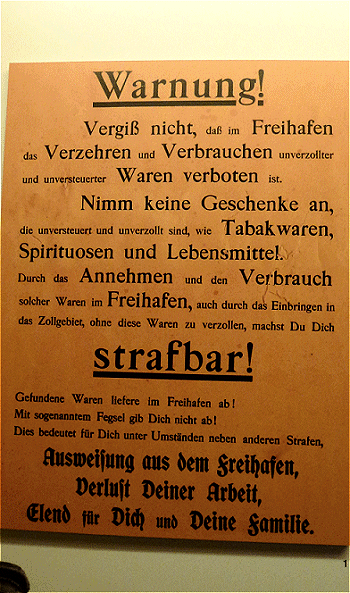 Warnung!
Vergiß nicht, daß im Freihafen
das Verzehren und Verbrauchen unverzollter
und unversteuerter Waren verboten ist.
Nimm keine Geschenke an,
die unversteuert und unverzollt sind, wie Tabakwaren,
Spirituosen und Lebensmittel.
Durch das Annehmen und den Verbrauch
solcher Waren im Freihafen, auch durch das Einbringen in
das Zollgebiet, ohne diese Waren zu verzollen, machst Du Dich
strafbar!
Gefundene Waren liefere im Freihafen ab!
Mit sogenanntem Fegsel gib Dich nicht ab!
Dies bedeutet für Dich unter Umständen neben anderen Strafen,
Ausweisung aus dem Freihafen,
Verlust Deiner Arbeit,
Elend für Dich und Deine Familie.
1